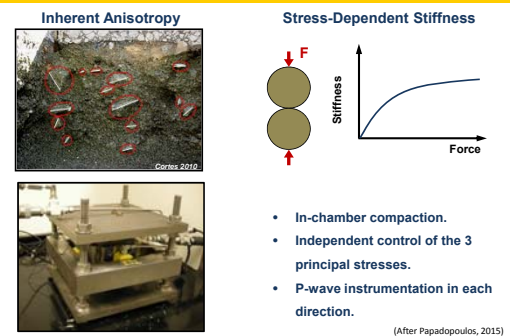 Inherent Anisotropy
Cortes 2010
Stress-Dependent Stiffness
F
Stiffness
Force
• In-chamber compaction.
• Independent control of the 3
principal stresses.
• P-wave instrumentation in each
direction.
(After Papadopoulos, 2015)